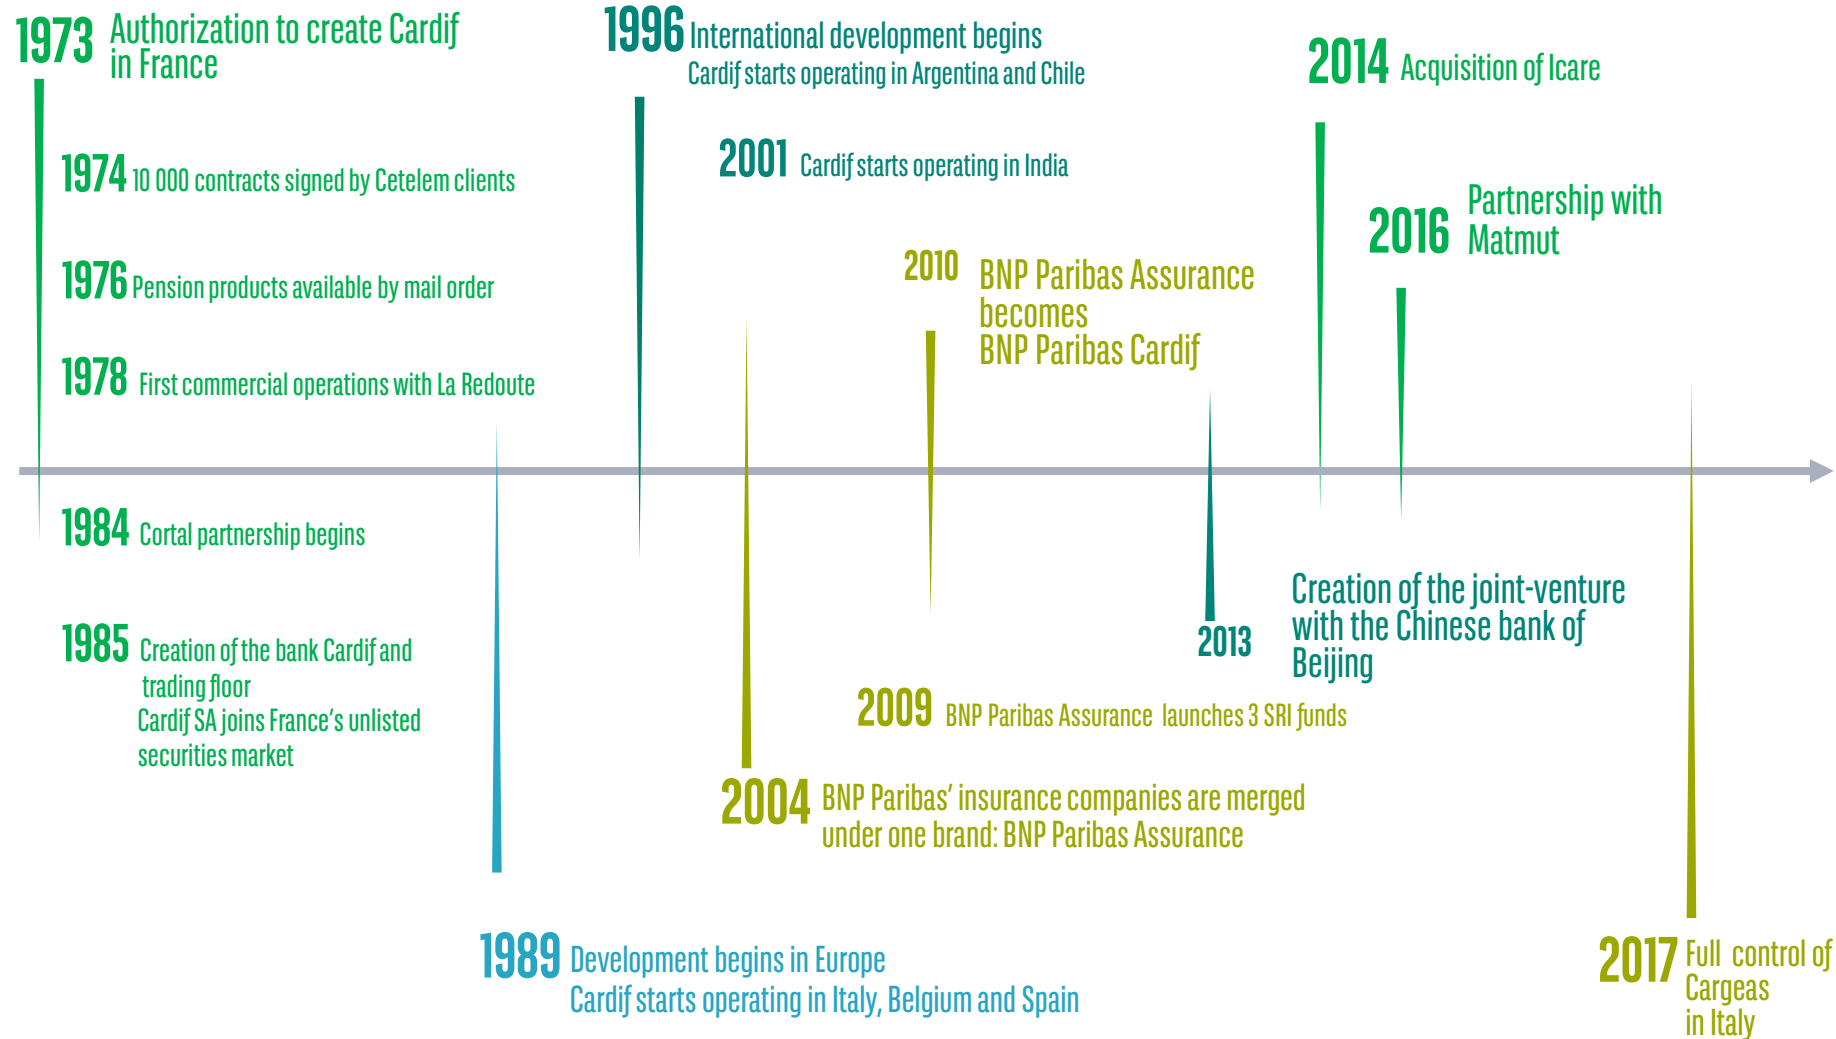 1973 Authorization to create Cardif
in France
1974 10 000 contracts signed by Cetelem clients
1976 Pension products available by mail order
1978 First commercial operations with La Redoute
1984 Cortal partnership begins
1985 Creation of the bank Cardif and
trading floor
Cardif SA joins France's unlisted
securities market
1989 Development begins in Europe
Cardif starts operating in Italy, Belgium and Spain
1996 International development begins
Cardif starts operating in Argentina and Chile
2001 Cardif starts operating in India
2004 BNP Paribas' insurance companies are merged
under one brand: BNP Paribas Assurance
2009 BNP Paribas Assurance launches 3 SRI funds
2010 BNP Paribas Assurance
becomes
BNP Paribas Cardif
2013 Creation of the joint-venture
with the Chinese bank of
Beijing
2014 Acquisition of Icare
2016 Partnership with
Matmut
2017 Full control of
Cargeas
in Italy